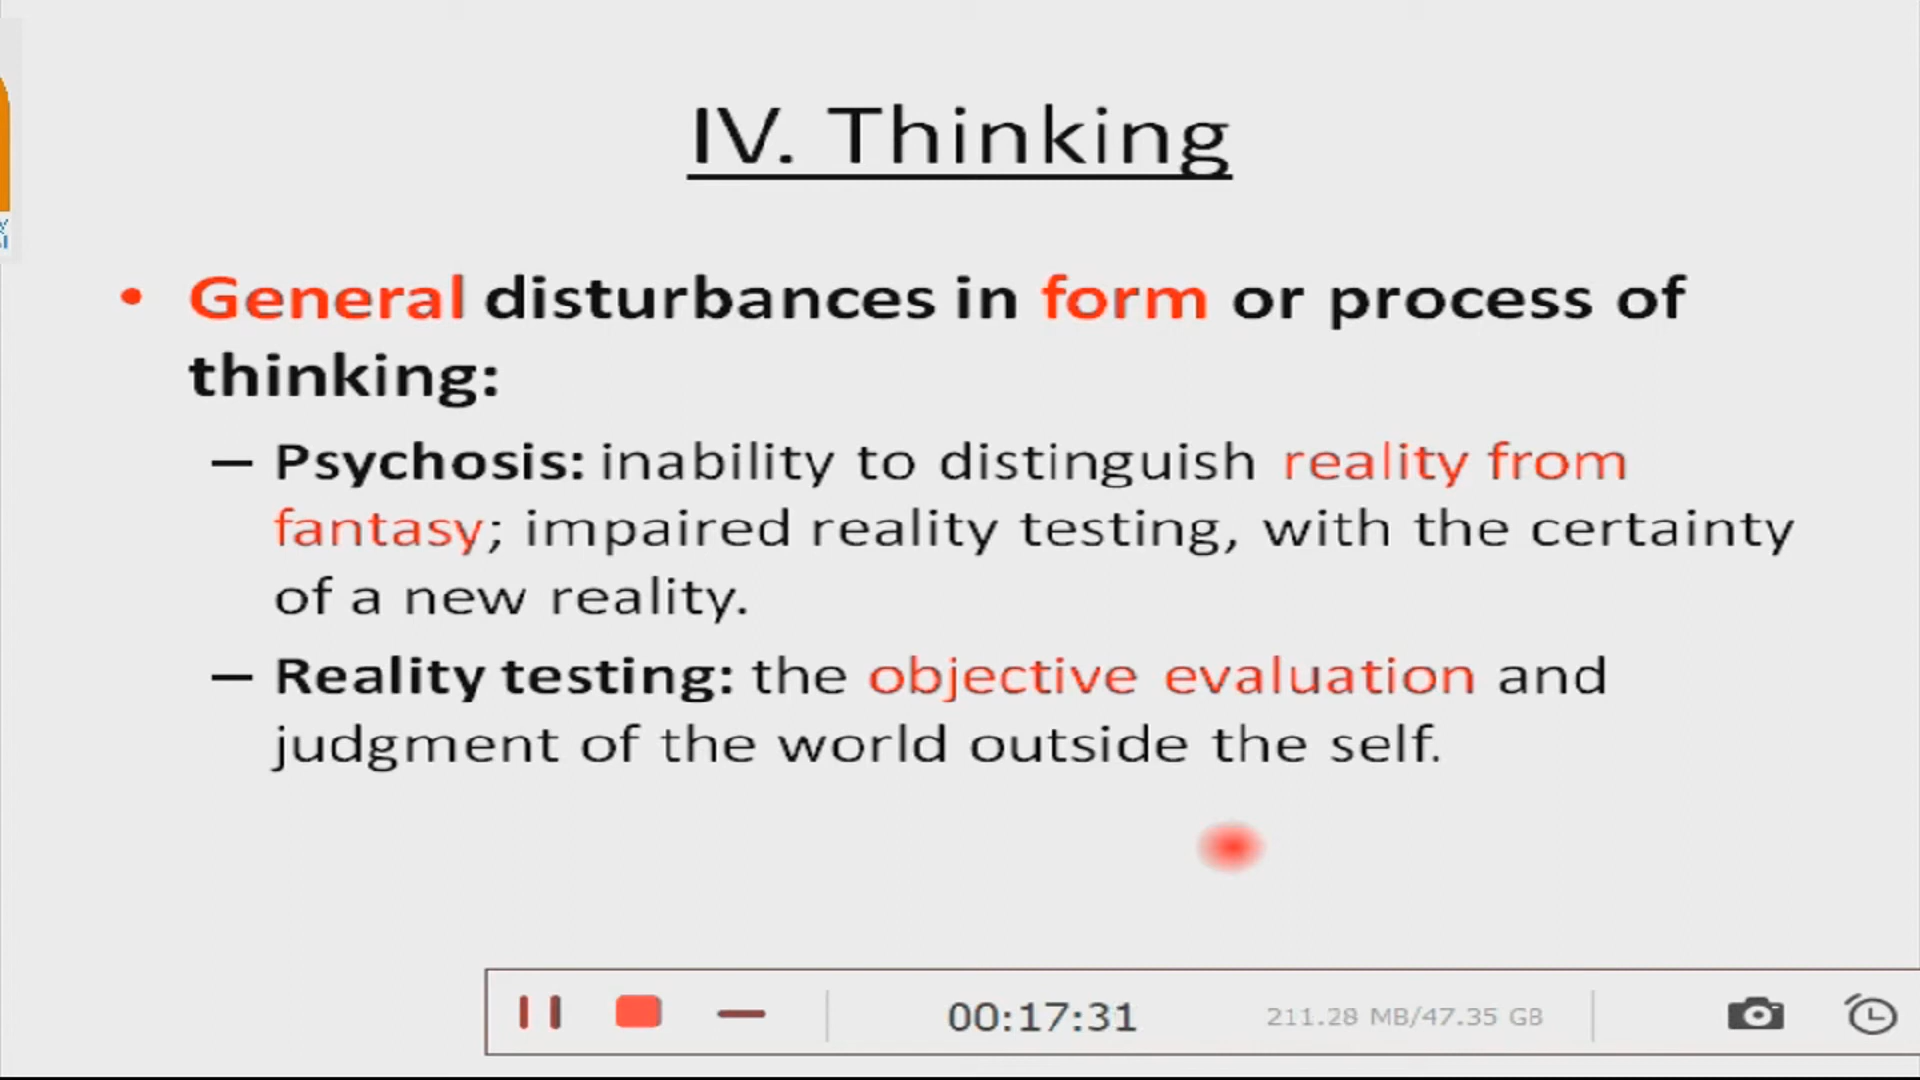 IV. Thinking
• General disturbances in form or process of
thinking:
– Psychosis: inability to distinguish reality from
fantasy; impaired reality testing, with the certainty
of a new reality.
– Reality testing: the objective evaluation and
judgment of the world outside the self.
00:17:31 211.28 MB/47.35 GB